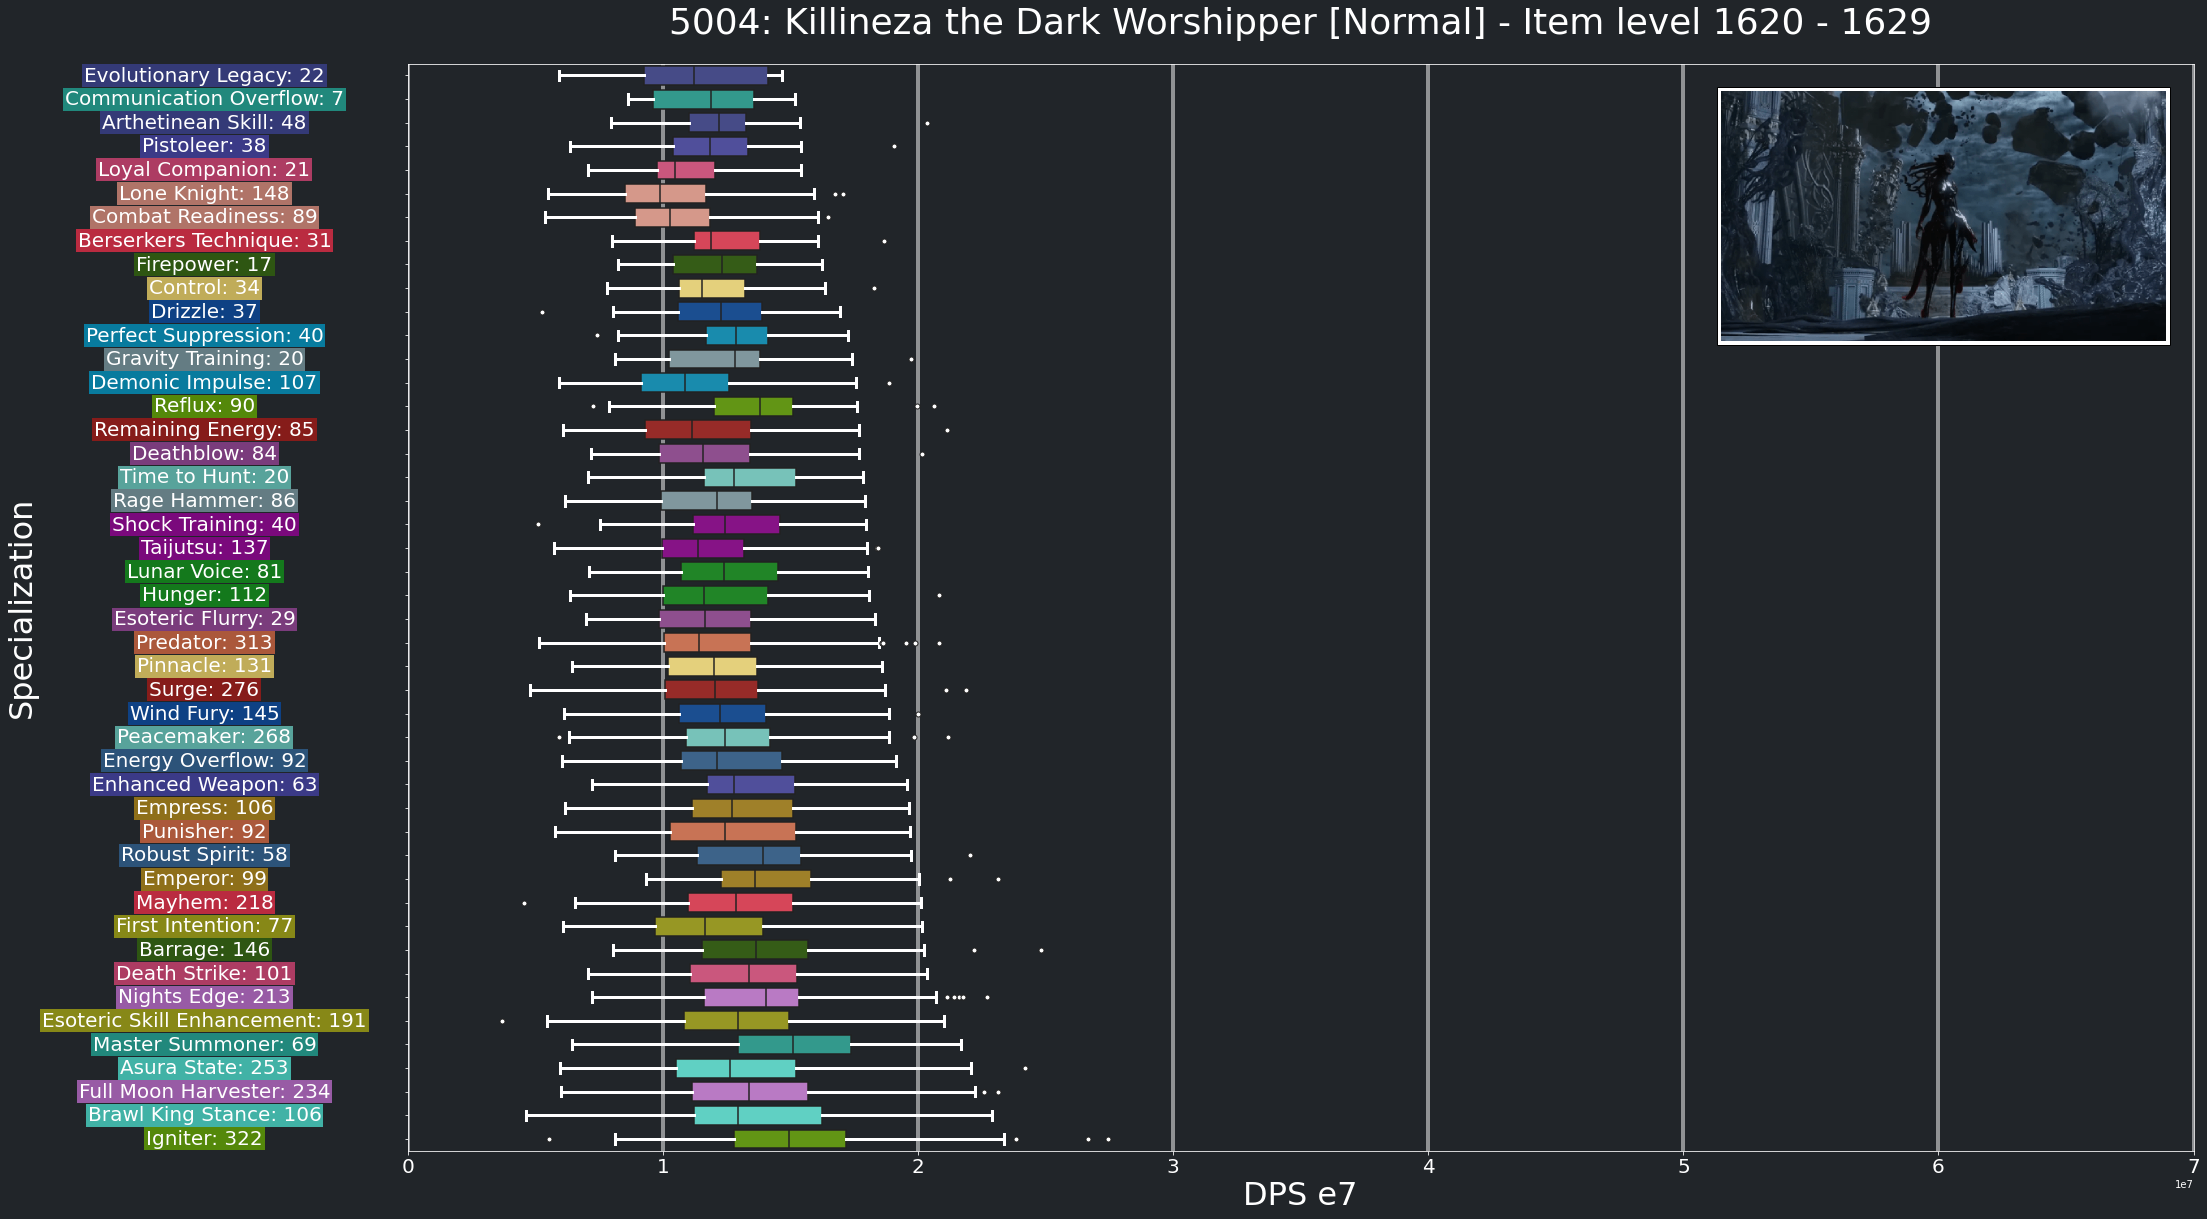 5004: Killineza the Dark Worshipper [Normal] - Item level 1620 - 1629
Specialization
Evolutionary Legacy: 22
Communication Overflow: 7
Arthetinean Skill: 48
Pistoleer: 38
Loyal Companion: 21
Lone Knight: 148
Combat Readiness: 89
Berserkers Technique: 31
Firepower: 17
Control: 34
Drizzle: 37
Perfect Suppression: 40
Gravity Training: 20
Demonic Impulse: 107
Reflux: 90
Remaining Energy: 85
Deathblow: 84
Time to Hunt: 20
Rage Hammer: 86
Shock Training: 40
Taijutsu: 137
Lunar Voice: 81
Hunger: 112
Esoteric Flurry: 29
Predator: 313
Pinnacle: 131
Surge: 276
Wind Fury: 145
Peacemaker: 268
Energy Overflow: 92
Enhanced Weapon: 63
Empress: 106
Punisher: 92
Robust Spirit: 58
Emperor: 99
Mayhem: 218
First Intention: 77
Barrage: 146
Death Strike: 101
Nights Edge: 213
Esoteric Skill Enhancement: 191
Master Summoner: 69
Asura State: 253
Full Moon Harvester: 234
Brawl King Stance: 106
Igniter: 322
0 1 2 3 4 5 6 7
1e7
DPS e7